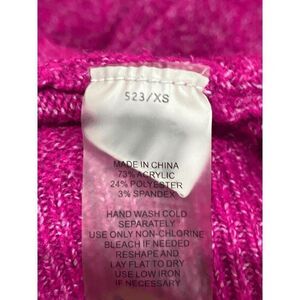 523/XS
MADE IN CHINA
73% ACRYLIC
24% POLYESTER
3% SPANDEX
HAND WASH COLD
SEPARATELY
USE ONLY NON-CHLORINE
BLEACH IF NEEDED
RESHAPE AND
LAY FLAT TO DRY
USE LOW IRON
IF NECESSARY